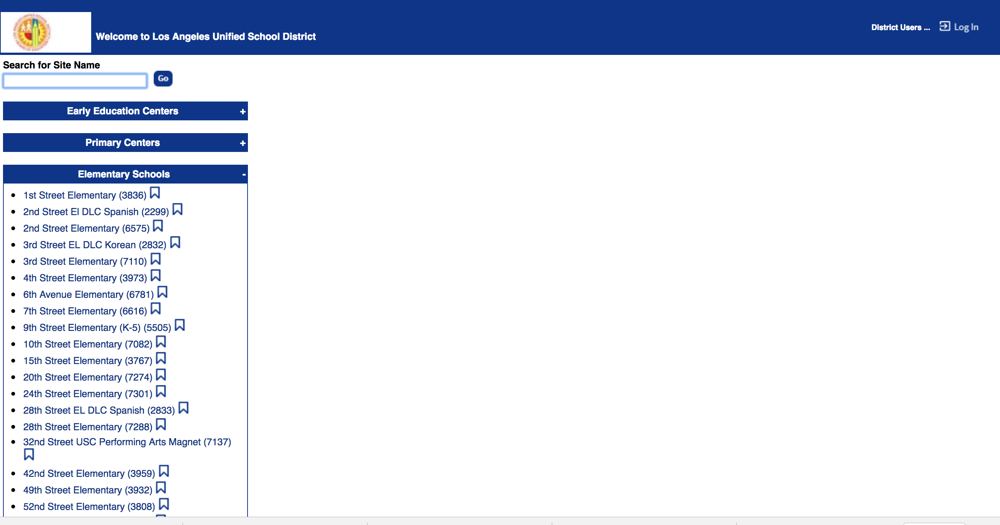 District Users ...
Log In
Welcome to Los Angeles Unified School District
Search for Site Name
Go
Early Education Centers +
Primary Centers +
Elementary Schools -
1st Street Elementary (3836)
2nd Street El DLC Spanish (2299)
2nd Street Elementary (6575)
3rd Street EL DLC Korean (2832)
3rd Street Elementary (7110)
4th Street Elementary (3973)
6th Avenue Elementary (6781)
7th Street Elementary (6616)
9th Street Elementary (K-5) (5505)
10th Street Elementary (7082)
15th Street Elementary (3767)
20th Street Elementary (7274)
24th Street Elementary (7301)
28th Street EL DLC Spanish (2833)
28th Street Elementary (7288)
32nd Street USC Performing Arts Magnet (7137)
42nd Street Elementary (3959)
49th Street Elementary (3932)
52nd Street Elementary (3808)